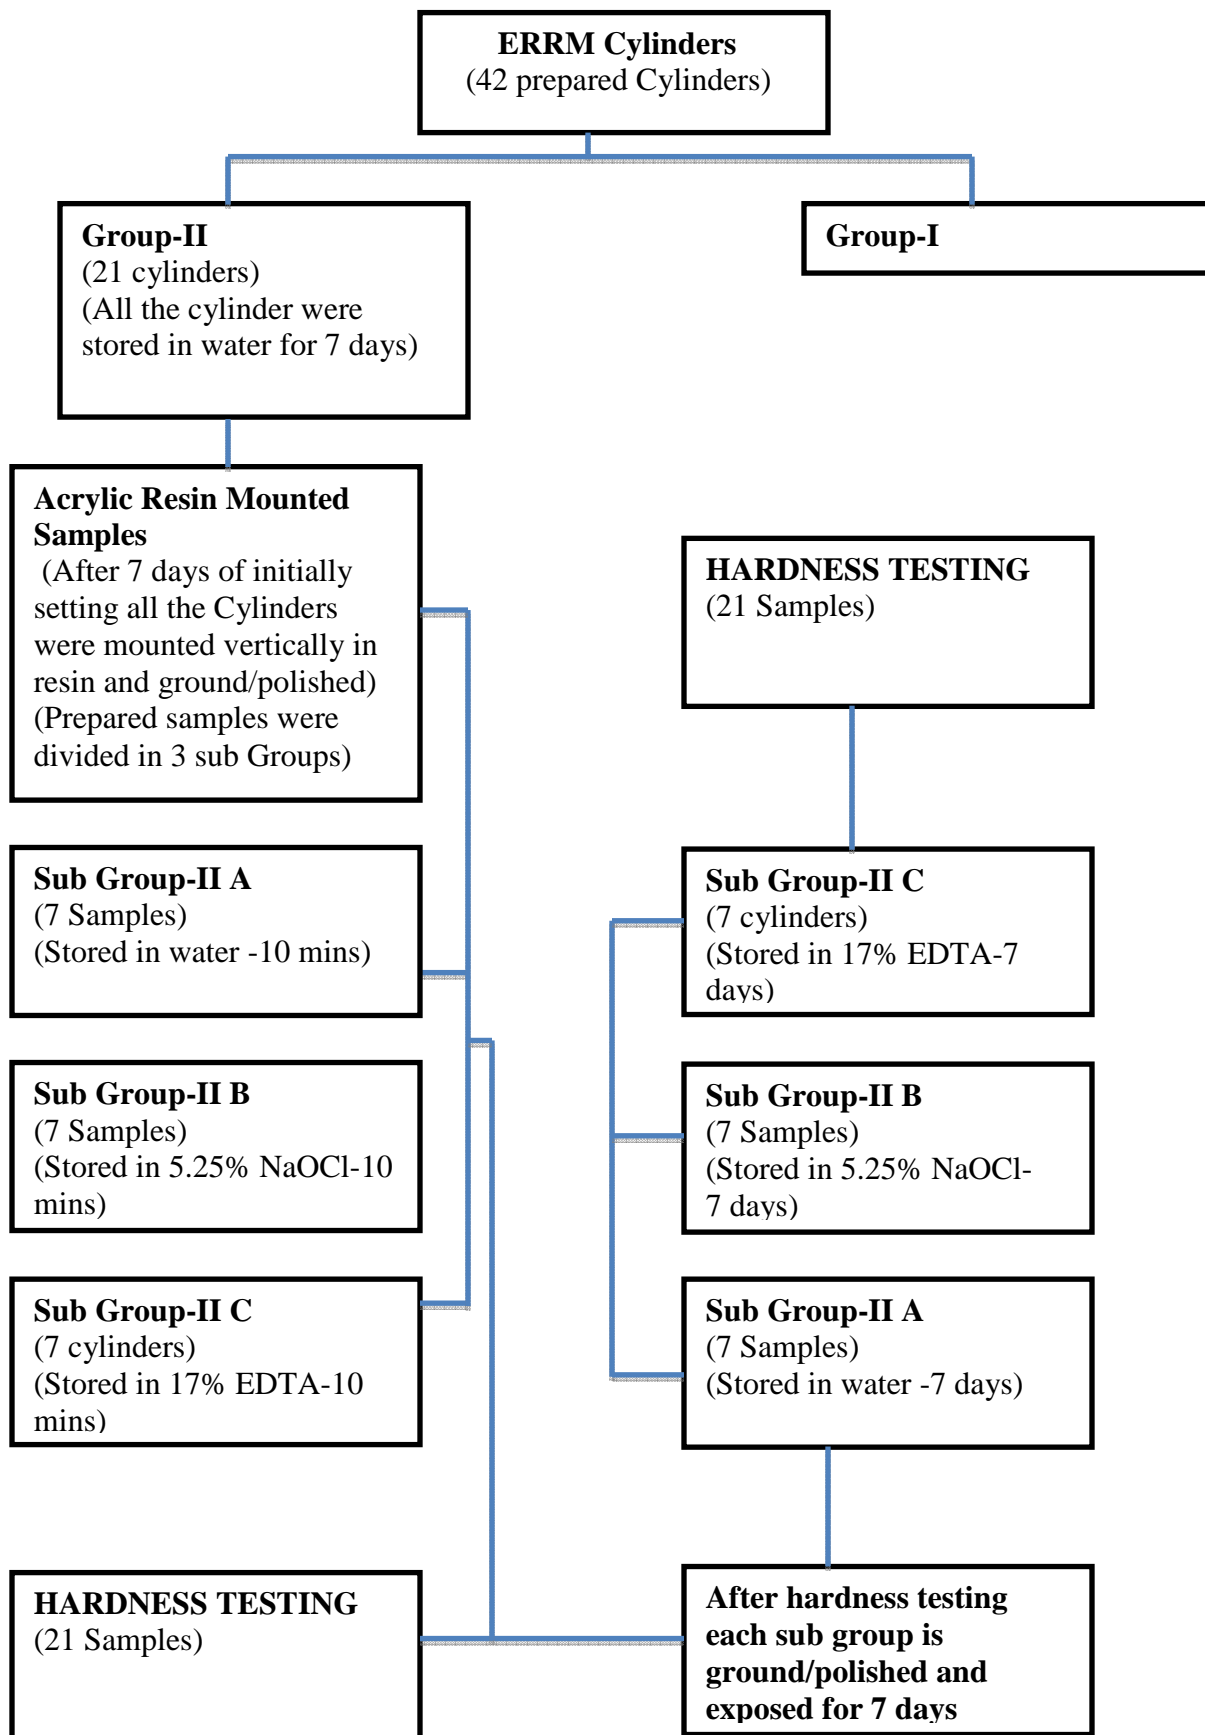 ERRM Cylinders
(42 prepared Cylinders)
Group-II
(21 cylinders)
(All the cylinder were
stored in water for 7 days)
Group-I
Acrylic Resin Mounted
Samples
(After 7 days of initially
setting all the Cylinders
were mounted vertically in
resin and ground/polished)
(Prepared samples were
divided in 3 sub Groups)
Sub Group-II A
(7 Samples)
(Stored in water -10 mins)
Sub Group-II B
(7 Samples)
(Stored in 5.25% NaOCl-10
mins)
Sub Group-II C
(7 cylinders)
(Stored in 17% EDTA-10
mins)
HARDNESS TESTING
(21 Samples)
After hardness testing
each sub group is
ground/polished and
exposed for 7 days
Sub Group-II A
(7 Samples)
(Stored in water -7 days)
Sub Group-II B
(7 Samples)
(Stored in 5.25% NaOCl-
7 days)
Sub Group-II C
(7 cylinders)
(Stored in 17% EDTA-7
days)
HARDNESS TESTING
(21 Samples)